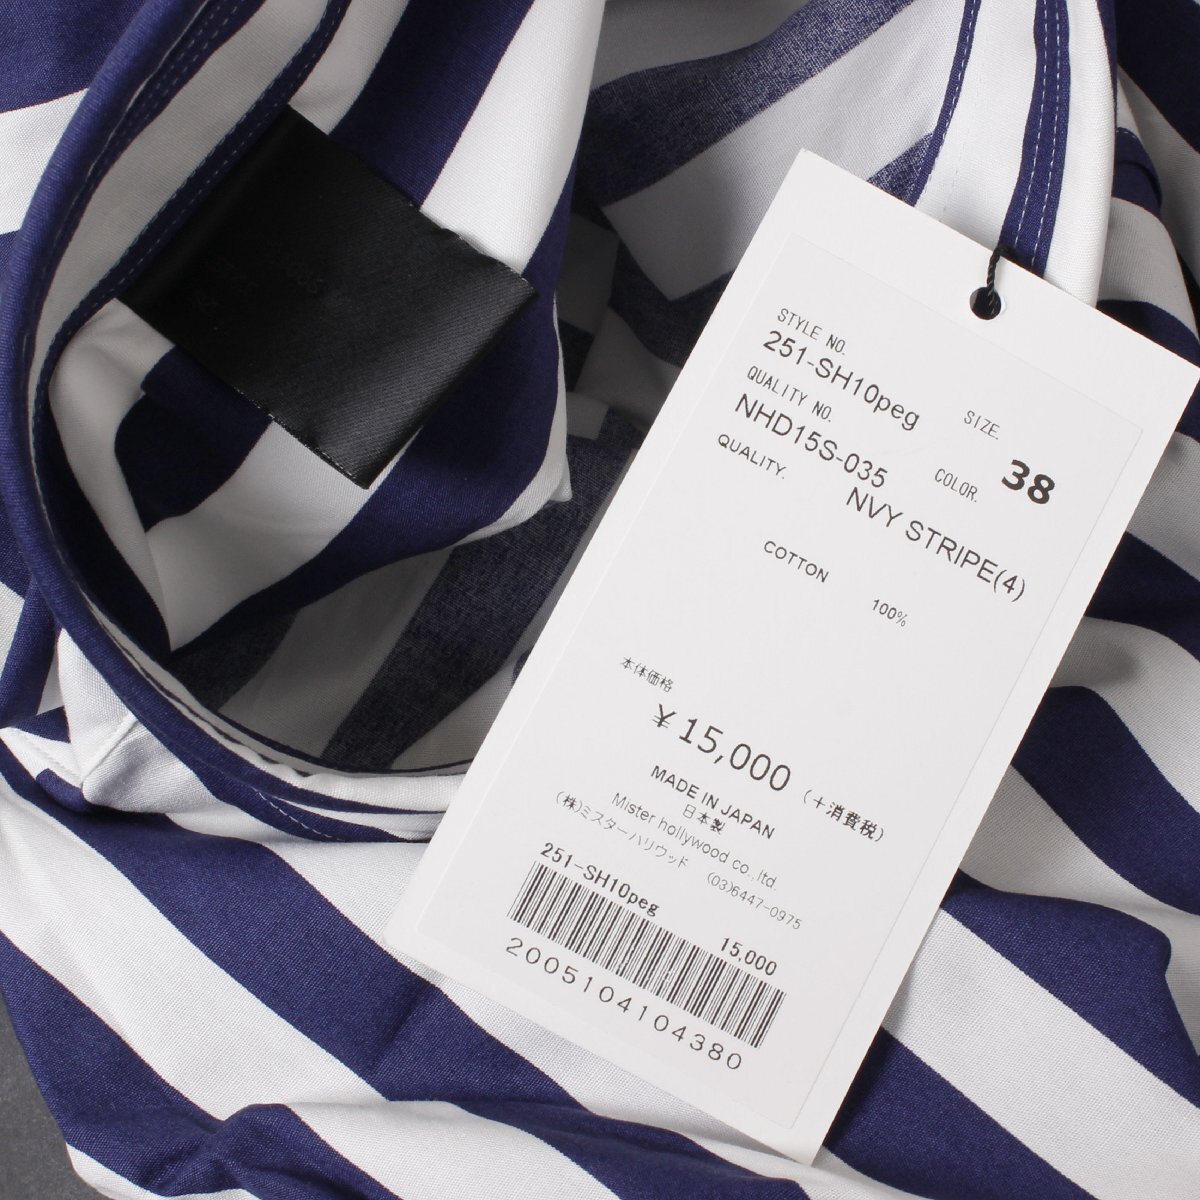 STYLE NO.
251-SH10peg
SIZE.
38
QUALITY NO.
NHD15S-035
COLOR.
NVY STRIPE(4)
QUALITY.
COTTON 100%
本体価格
¥ 15,000 (+消費税)
MADE IN JAPAN
日本製
Mister hollywood co.,ltd.
(株)ミスターハリウッド (03)6447-0975
251-SH10peg 15,000
2005104104380